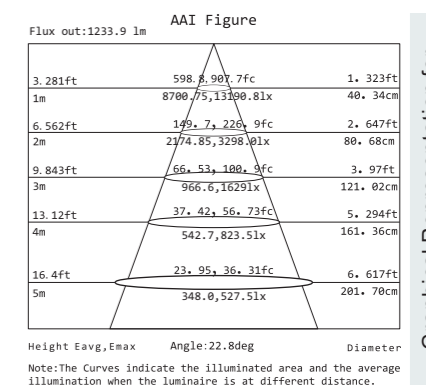 AAI Figure
Flux out:1233.9 lm
3.281ft 598.8,907.7fc 1.323ft
1m 8700.75,13190.8lx 40.34cm
6.562ft 149.7,226.9fc 2.647ft
2m 2174.85,3298.0lx 80.68cm
9.843ft 66.53,100.9fc 3.97ft
3m 966.6,1629lx 121.02cm
13.12ft 37.42,56.73fc 5.294ft
4m 542.7,823.5lx 161.36cm
16.4ft 23.95,36.31fc 6.617ft
5m 348.0,527.5lx 201.70cm
Height Eavg,Emax Angle:22.8deg Diameter
Note:The Curves indicate the illuminated area and the average
illumination when the luminaire is at different distance.